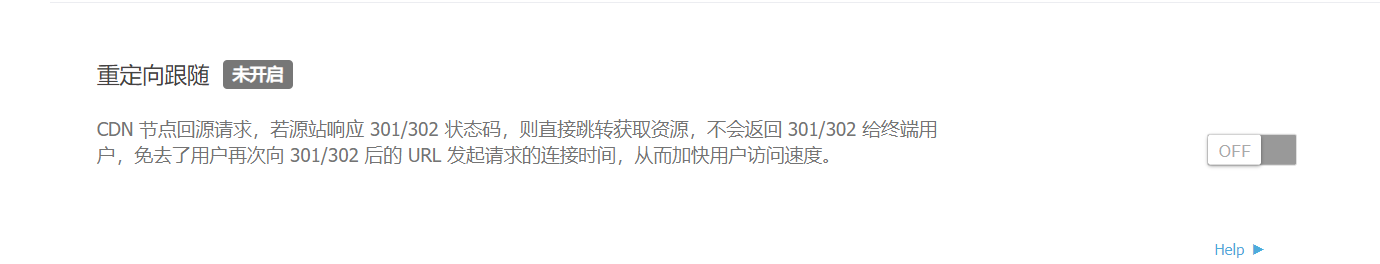 重定向跟随 未开启
CDN 节点回源请求，若源站响应 301/302 状态码，则直接跳转获取资源，不会返回 301/302 给终端用
户，免去了用户再次向 301/302 后的 URL 发起请求的连接时间，从而加快用户访问速度。
OFF
Help ►